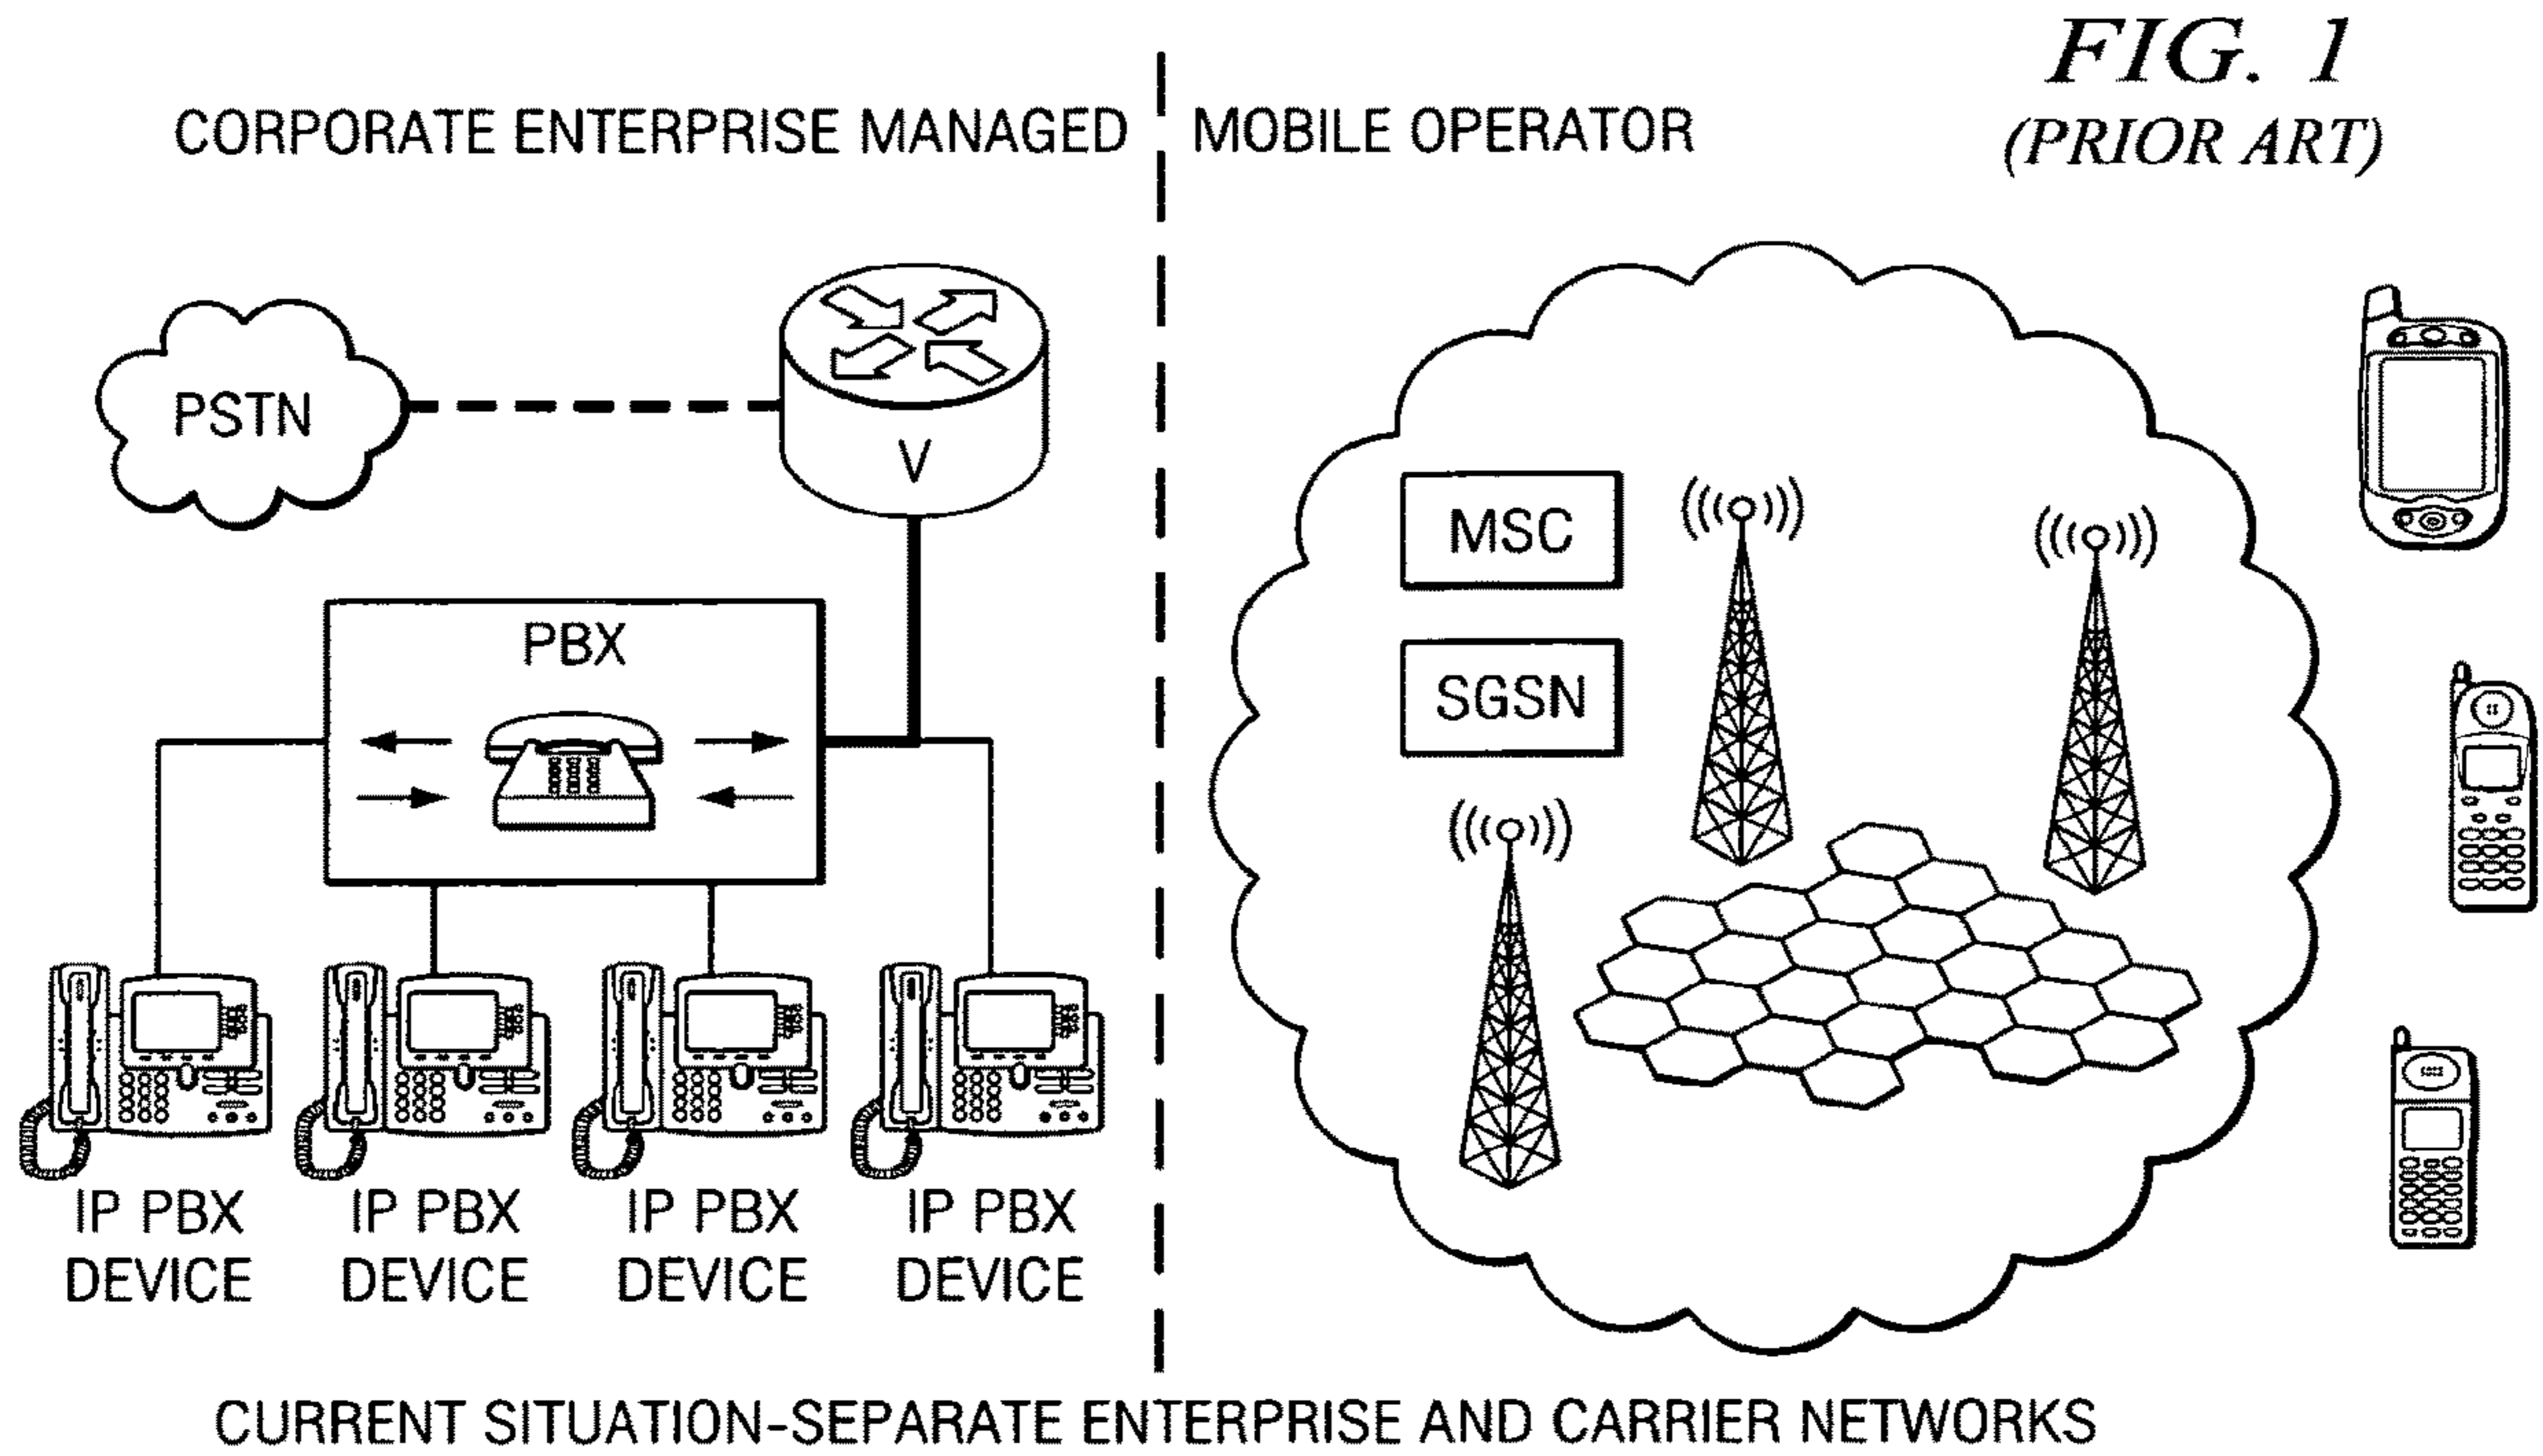 FIG. 1
(PRIOR ART)
CORPORATE ENTERPRISE MANAGED
MOBILE OPERATOR
PSTN
V
MSC
PBX
SGSN
IP PBX
DEVICE
IP PBX
DEVICE
IP PBX
DEVICE
IP PBX
DEVICE
CURRENT SITUATION-SEPARATE ENTERPRISE AND CARRIER NETWORKS